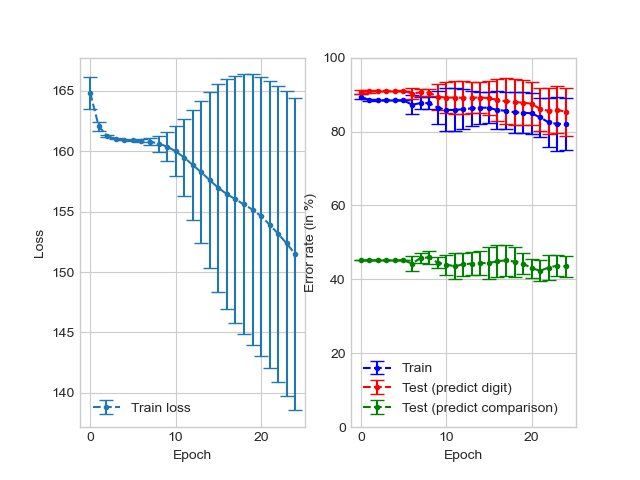 165
160
155
150
145
140
0
10
20
Loss
Epoch
Train loss
100
80
60
40
20
0
0
10
20
Error rate (in %)
Epoch
Train
Test (predict digit)
Test (predict comparison)